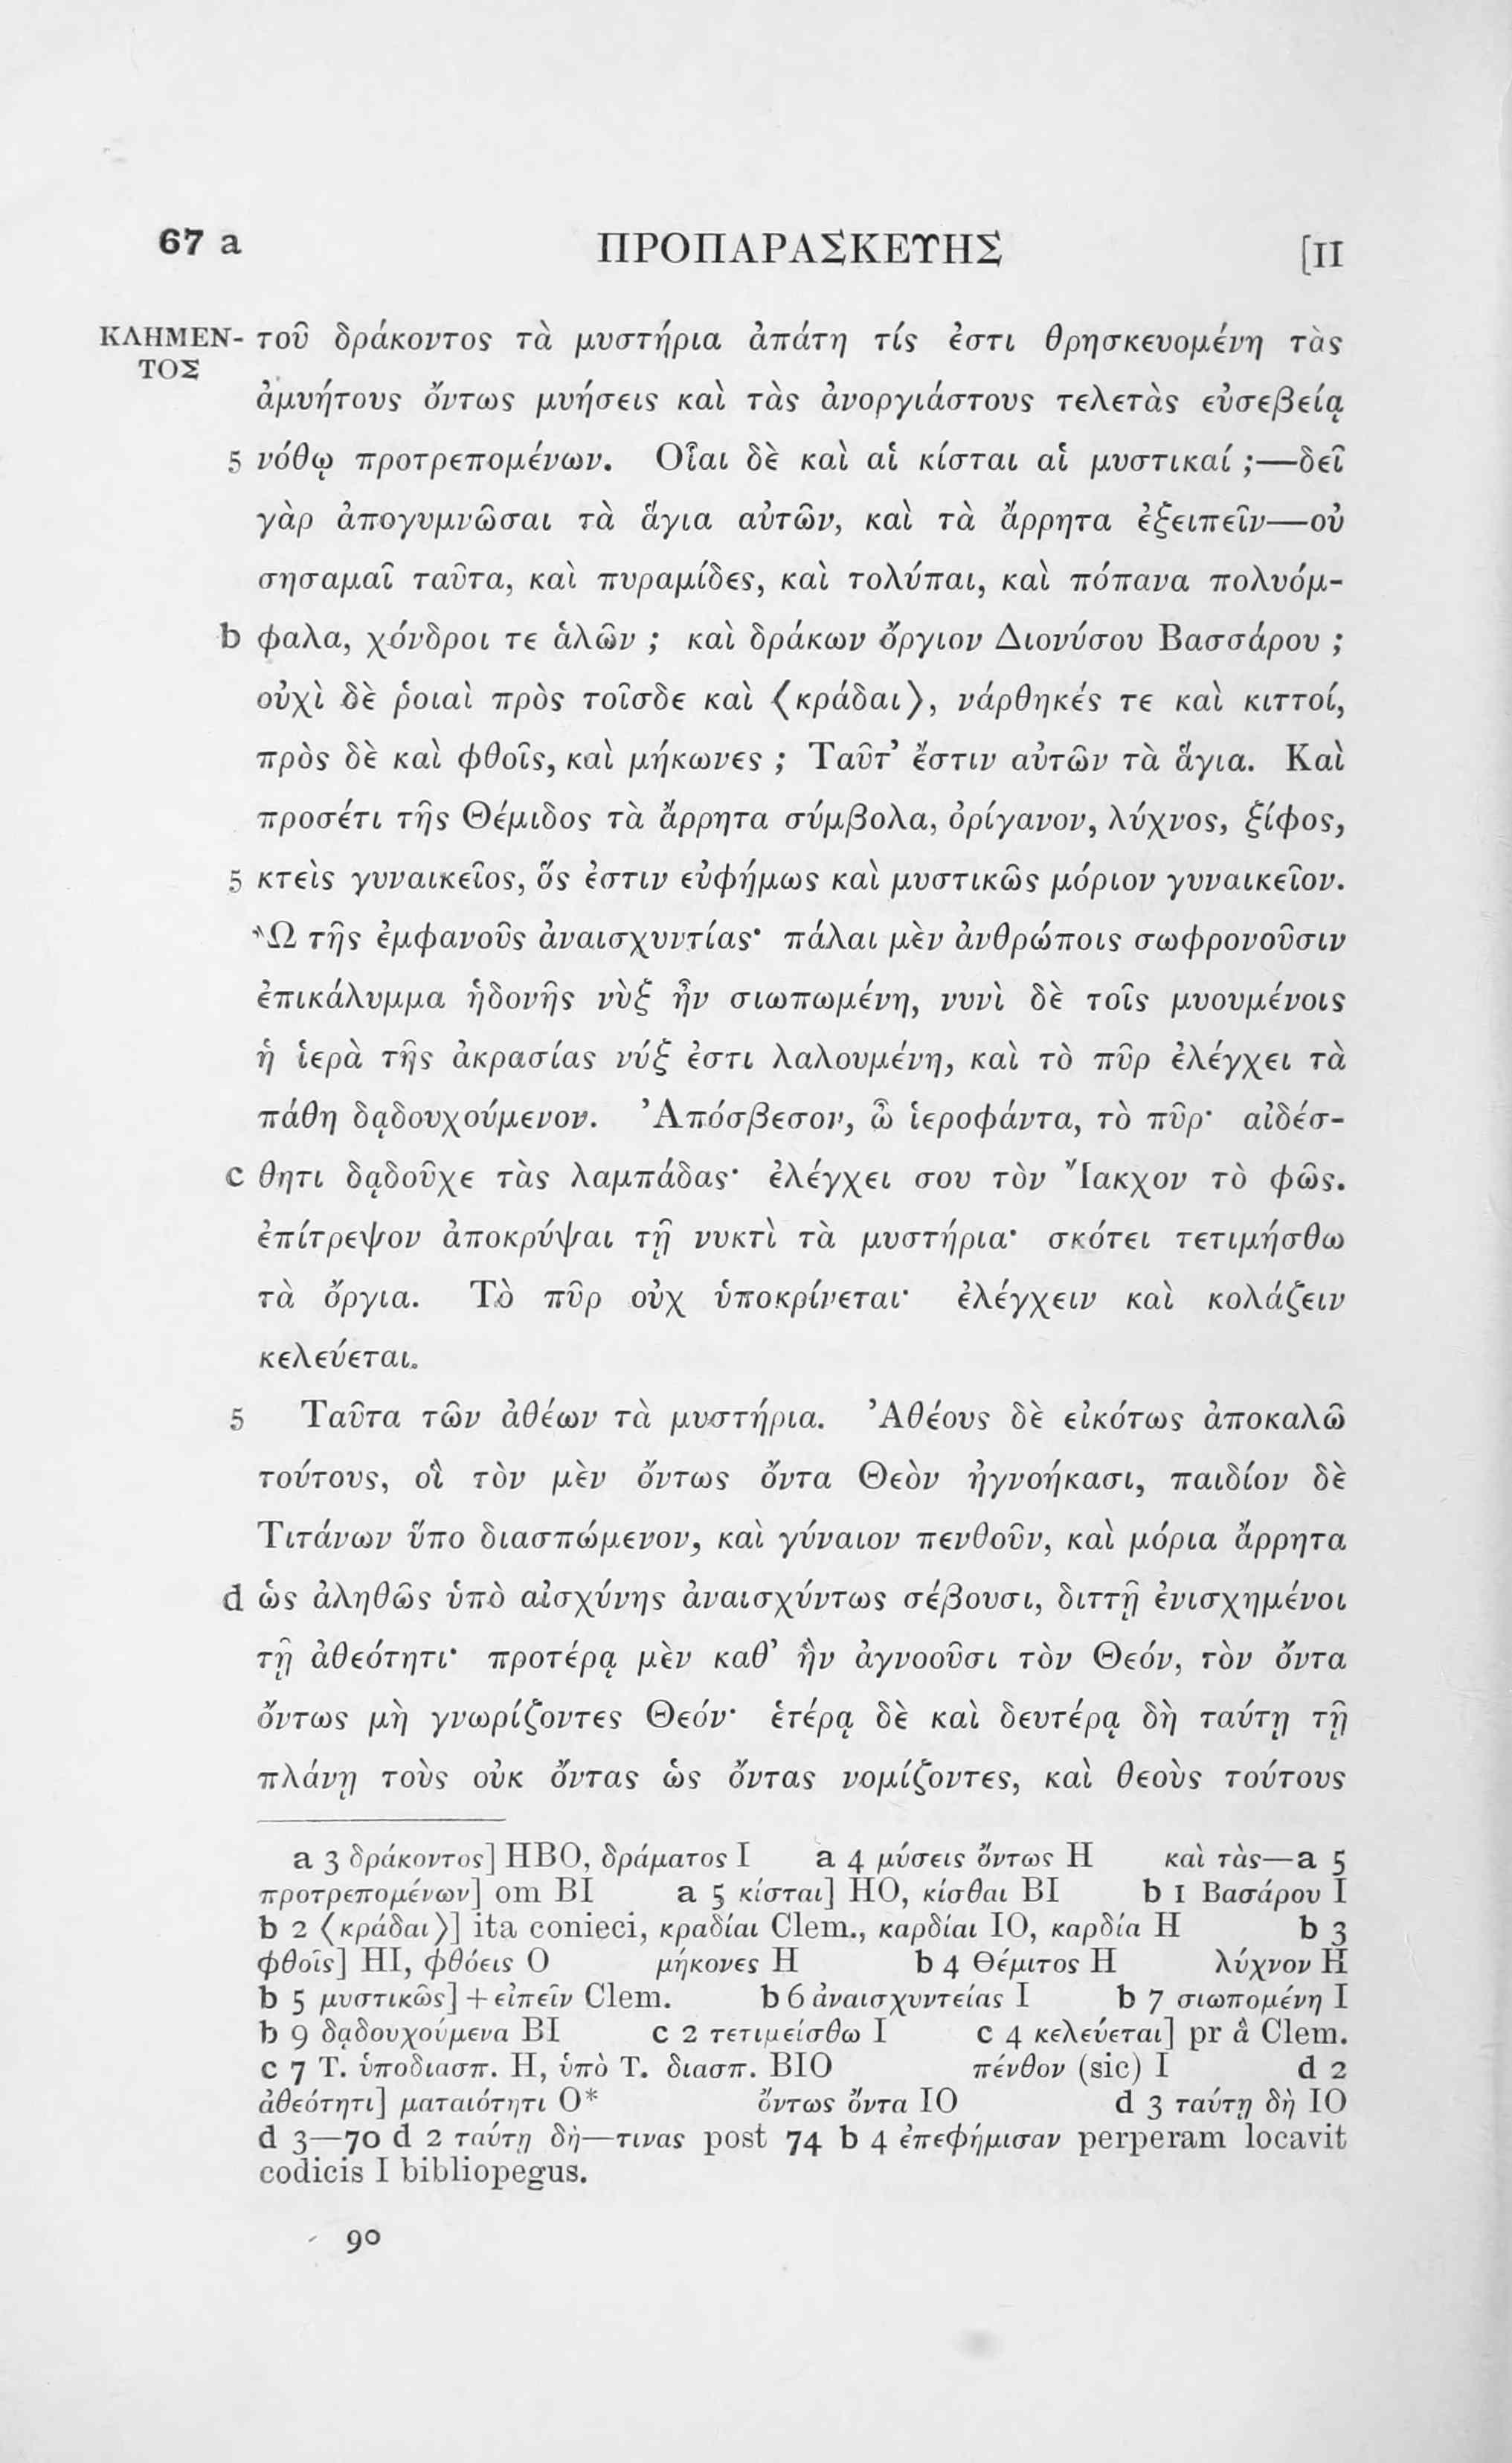 67 a ΠΡΟΠΑΡΑΣΚΕΥΗΣ [II
ΚΛΗΜΕΝ- τοῦ δράκοντος τὰ μυστήρια ἀπάτη τίς ἐστι θρησκευομένη τὰς
ΤΟΣ
ἀμυήτους ὄντως μυήσεις καὶ τὰς ἀνοργιάστους τελετὰς εὐσεβείᾳ
5 νόθῳ προτρεπομένων. Οἷαι δὲ καὶ αἱ κίσται αἱ μυστικαί ;—δεῖ
γὰρ ἀπογυμνῶσαι τὰ ἅγια αὐτῶν, καὶ τὰ ἄρρητα ἐξειπεῖν—οὐ
σησαμαῖ ταῦτα, καὶ πυραμίδες, καὶ τολύπαι, καὶ πόπανα πολυόμ-
b φαλα, χόνδροι τε ἁλῶν ; καὶ δράκων ὄργιον Διονύσου Βασσάρου ;
οὐχὶ δὲ ῥοιαὶ πρὸς τοῖσδε καὶ ⟨κράδαι⟩, νάρθηκές τε καὶ κιττοί,
πρὸς δὲ καὶ φθοῖς, καὶ μήκωνες ; Ταῦτ’ ἔστιν αὐτῶν τὰ ἅγια. Καὶ
προσέτι τῆς Θέμιδος τὰ ἄρρητα σύμβολα, ὀρίγανον, λύχνος, ξίφος,
5 κτεὶς γυναικεῖος, ὅς ἐστιν εὐφήμως καὶ μυστικῶς μόριον γυναικεῖον.
Ὢ τῆς ἐμφανοῦς ἀναισχυντίας· πάλαι μὲν ἀνθρώποις σωφρονοῦσιν
ἐπικάλυμμα ἡδονῆς νὺξ ἦν σιωπωμένη, νυνὶ δὲ τοῖς μυουμένοις
ἡ ἱερὰ τῆς ἀκρασίας νύξ ἐστι λαλουμένη, καὶ τὸ πῦρ ἐλέγχει τὰ
πάθη δᾳδουχούμενον. Ἀπόσβεσον, ὦ ἱεροφάντα, τὸ πῦρ· αἰδέσ-
c θητι δᾳδοῦχε τὰς λαμπάδας· ἐλέγχει σου τὸν Ἴακχον τὸ φῶς.
ἐπίτρεψον ἀποκρύψαι τῇ νυκτὶ τὰ μυστήρια· σκότει τετιμήσθω
τὰ ὄργια. Τὸ πῦρ οὐχ ὑποκρίνεται· ἐλέγχειν καὶ κολάζειν
κελεύεται.
5 Ταῦτα τῶν ἀθέων τὰ μυστήρια. Ἀθέους δὲ εἰκότως ἀποκαλῶ
τούτους, οἳ τὸν μὲν ὄντως ὄντα Θεὸν ἠγνοήκασι, παιδίον δὲ
Τιτάνων ὕπο διασπώμενον, καὶ γύναιον πενθοῦν, καὶ μόρια ἄρρητα
d ὡς ἀληθῶς ὑπὸ αἰσχύνης ἀναισχύντως σέβουσι, διττῇ ἐνισχημένοι
τῇ ἀθεότητι· προτέρᾳ μὲν καθ’ ἣν ἀγνοοῦσι τὸν Θεόν, τὸν ὄντα
ὄντως μὴ γνωρίζοντες Θεόν· ἑτέρᾳ δὲ καὶ δευτέρᾳ δὴ ταύτῃ τῇ
πλάνῃ τοὺς οὐκ ὄντας ὡς ὄντας νομίζοντες, καὶ θεοὺς τούτους
a 3 δράκοντος] HBO, δράματος I a 4 μύσεις ὄντως H καὶ τὰς—a 5
προτρεπομένων] om BI a 5 κίσται] HO, κίσθαι BI b 1 Βασάρου I
b 2 ⟨κράδαι⟩] ita conieci, κραδίαι Clem., καρδίαι IO, καρδία H b 3
φθοῖς] HI, φθόεις O μήκονες H b 4 Θέμιτος H λύχνον H
b 5 μυστικῶς] + εἰπεῖν Clem. b 6 ἀναισχυντείας I b 7 σιωπομένη I
b 9 δᾳδουχούμενα BI c 2 τετιμείσθω I c 4 κελεύεται] pr ἃ Clem.
c 7 Τ. ὑποδιασπ. H, ὑπὸ Τ. διασπ. BIO πένθον (sic) I d 2
ἀθεότητι] ματαιότητι O* ὄντως ὄντα IO d 3 ταύτῃ δὴ IO
d 3—70 d 2 ταύτῃ δὴ—τινας post 74 b 4 ἐπεφήμισαν perperam locavit
codicis I bibliopegus.
90